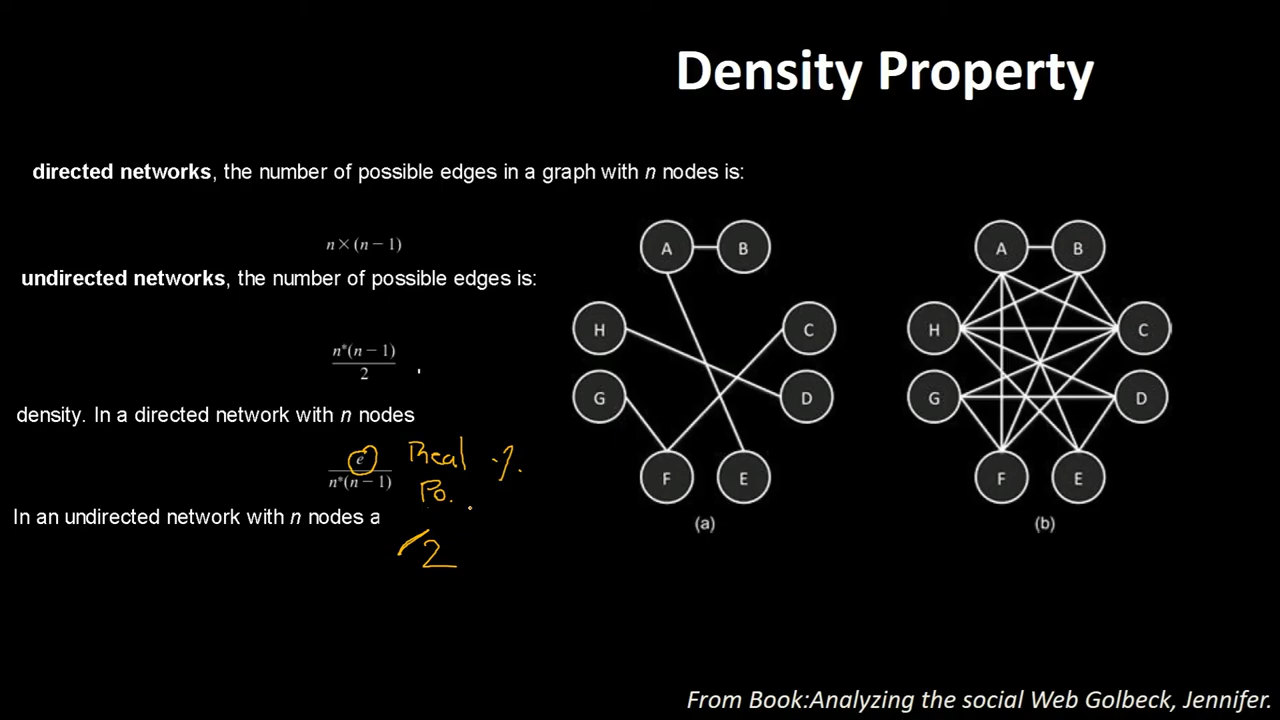 Density Property
directed networks, the number of possible edges in a graph with n nodes is:
n×(n−1)
undirected networks, the number of possible edges is:
n*(n−1)
2
density. In a directed network with n nodes
e
n*(n−1)
Real
Po.
In an undirected network with n nodes a
2
A B
H C
G D
F E
(a)
A B
H C
G D
F E
(b)
From Book:Analyzing the social Web Golbeck, Jennifer.